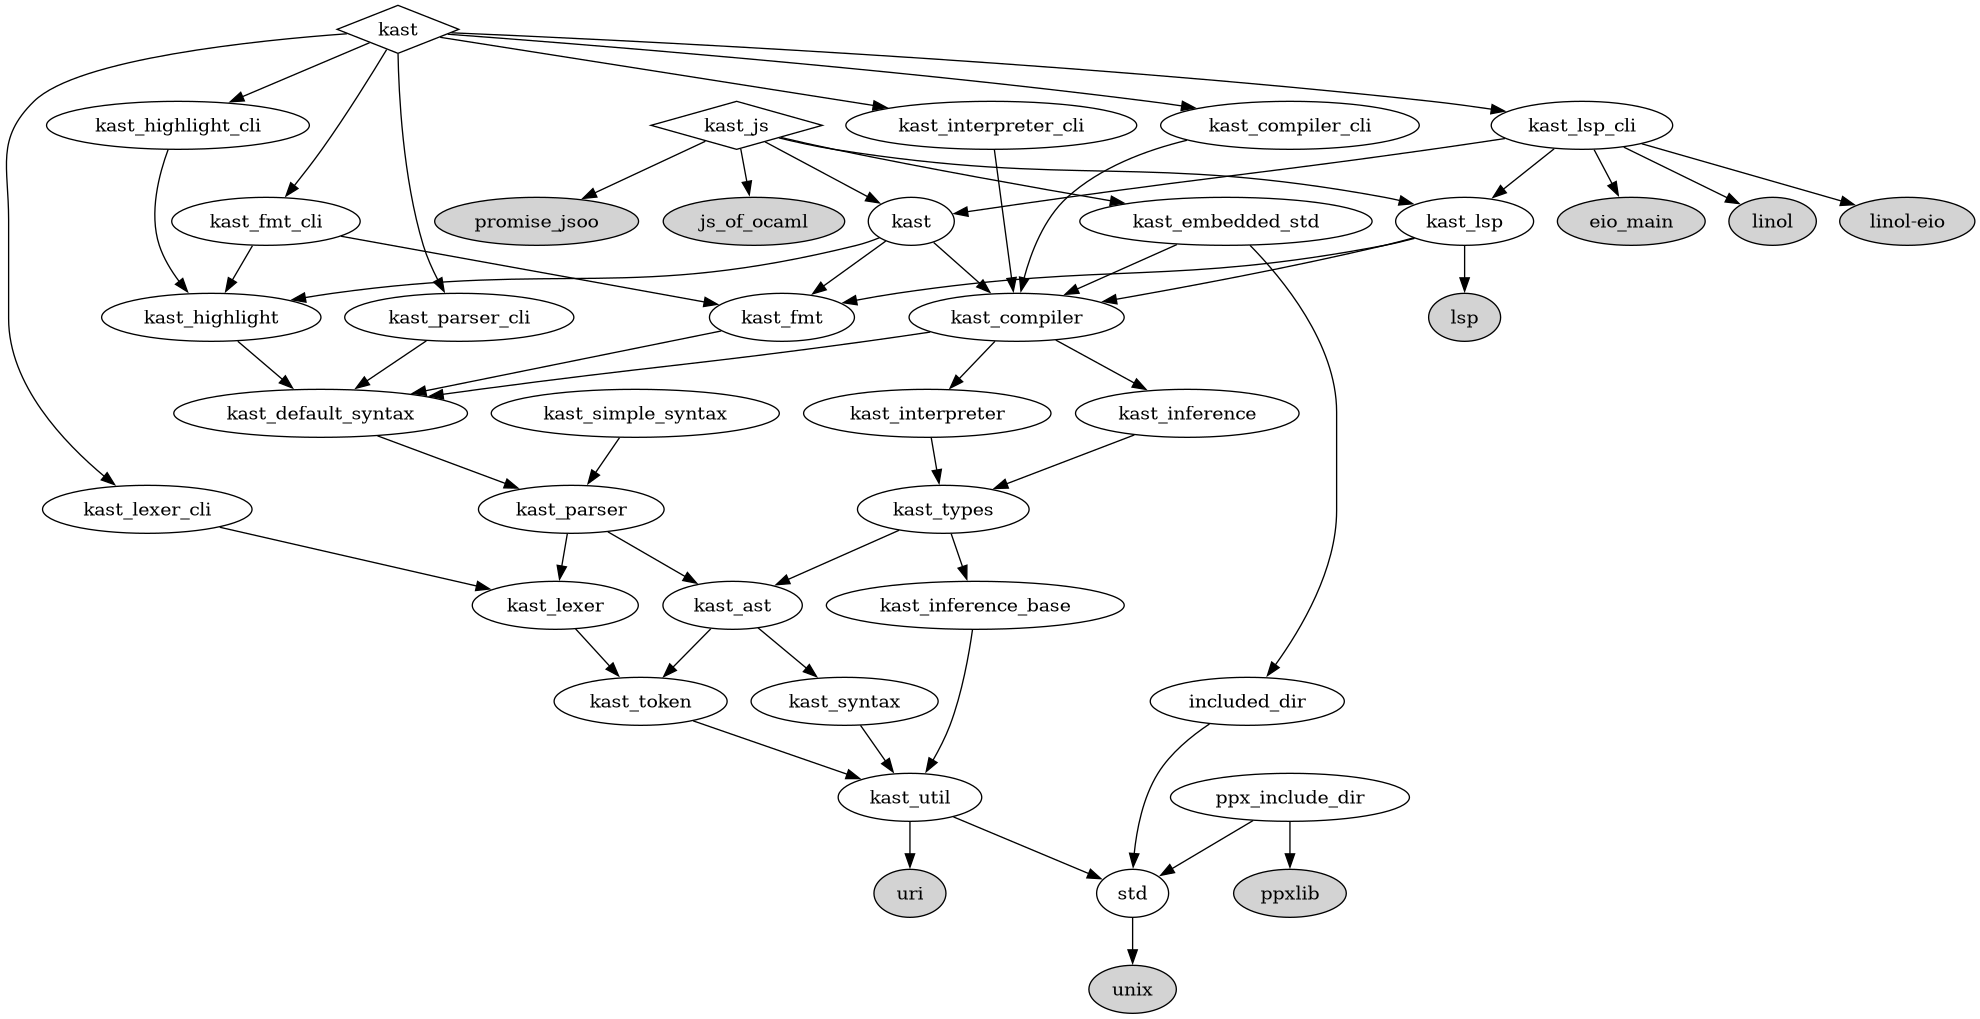 kast
kast_highlight_cli
kast_js
kast_interpreter_cli
kast_compiler_cli
kast_lsp_cli
kast_fmt_cli
promise_jsoo
js_of_ocaml
kast
kast_embedded_std
kast_lsp
eio_main
linol
linol-eio
kast_highlight
kast_parser_cli
kast_fmt
kast_compiler
lsp
kast_default_syntax
kast_simple_syntax
kast_interpreter
kast_inference
kast_lexer_cli
kast_parser
kast_types
kast_lexer
kast_ast
kast_inference_base
kast_token
kast_syntax
included_dir
kast_util
ppx_include_dir
uri
std
ppxlib
unix